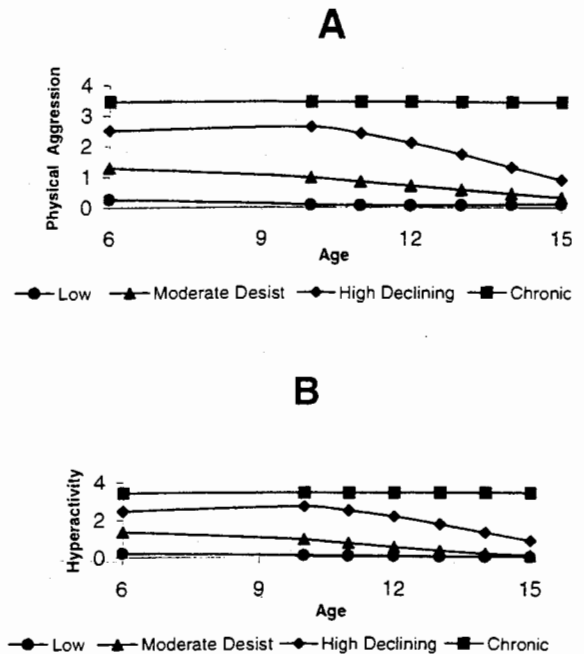 A
Physical Aggression
4
3
2
1
0
6 9 12 15
Age
Low Moderate Desist High Declining Chronic
B
Hyperactivity
4
2
0
6 9 12 15
Age
Low Moderate Desist High Declining Chronic